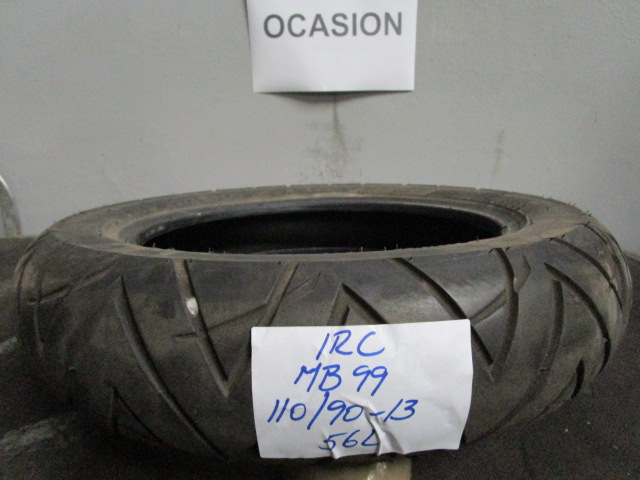 OCASION
IRC
MB 99
110/90-13
56L